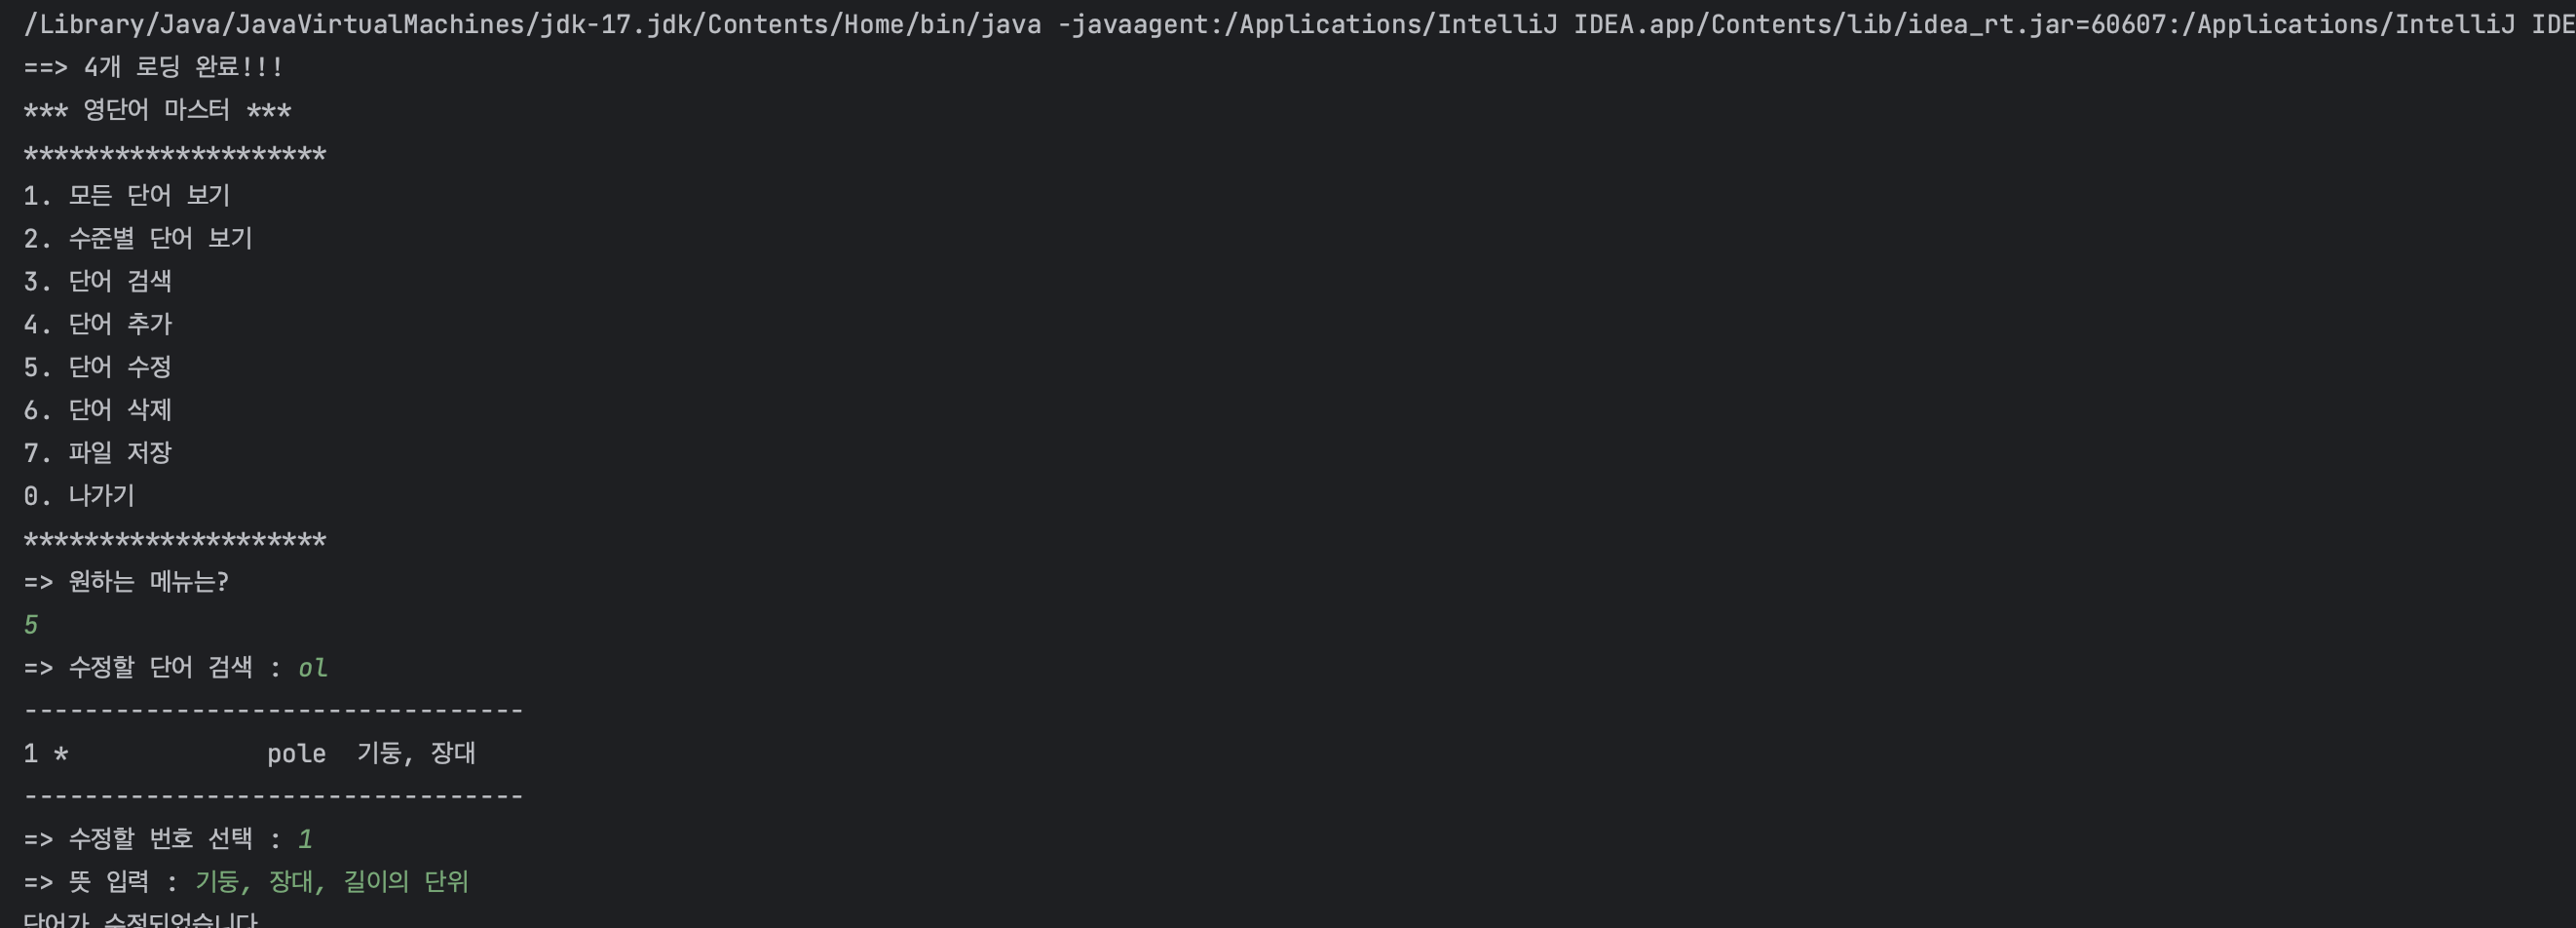 /Library/Java/JavaVirtualMachines/jdk-17.jdk/Contents/Home/bin/java -javaagent:/Applications/IntelliJ IDEA.app/Contents/lib/idea_rt.jar=60607:/Applications/IntelliJ IDE
==> 4개 로딩 완료!!!
*** 영단어 마스터 ***
********************
1. 모든 단어 보기
2. 수준별 단어 보기
3. 단어 검색
4. 단어 추가
5. 단어 수정
6. 단어 삭제
7. 파일 저장
0. 나가기
********************
=> 원하는 메뉴는?
5
=> 수정할 단어 검색 : ol
---------------------------------
1 *             pole  기둥, 장대
---------------------------------
=> 수정할 번호 선택 : 1
=> 뜻 입력 : 기둥, 장대, 길이의 단위
단어가 수정되었습니다